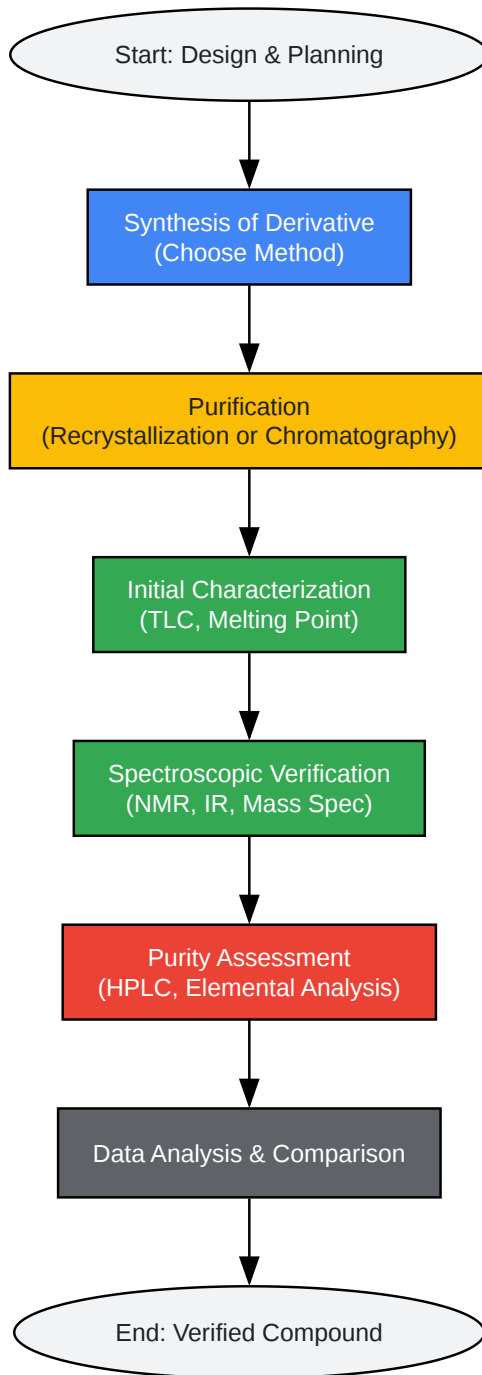 Start: Design & Planning
Synthesis of Derivative
(Choose Method)
Purification
(Recrystallization or Chromatography)
Initial Characterization
(TLC, Melting Point)
Spectroscopic Verification
(NMR, IR, Mass Spec)
Purity Assessment
(HPLC, Elemental Analysis)
Data Analysis & Comparison
End: Verified Compound